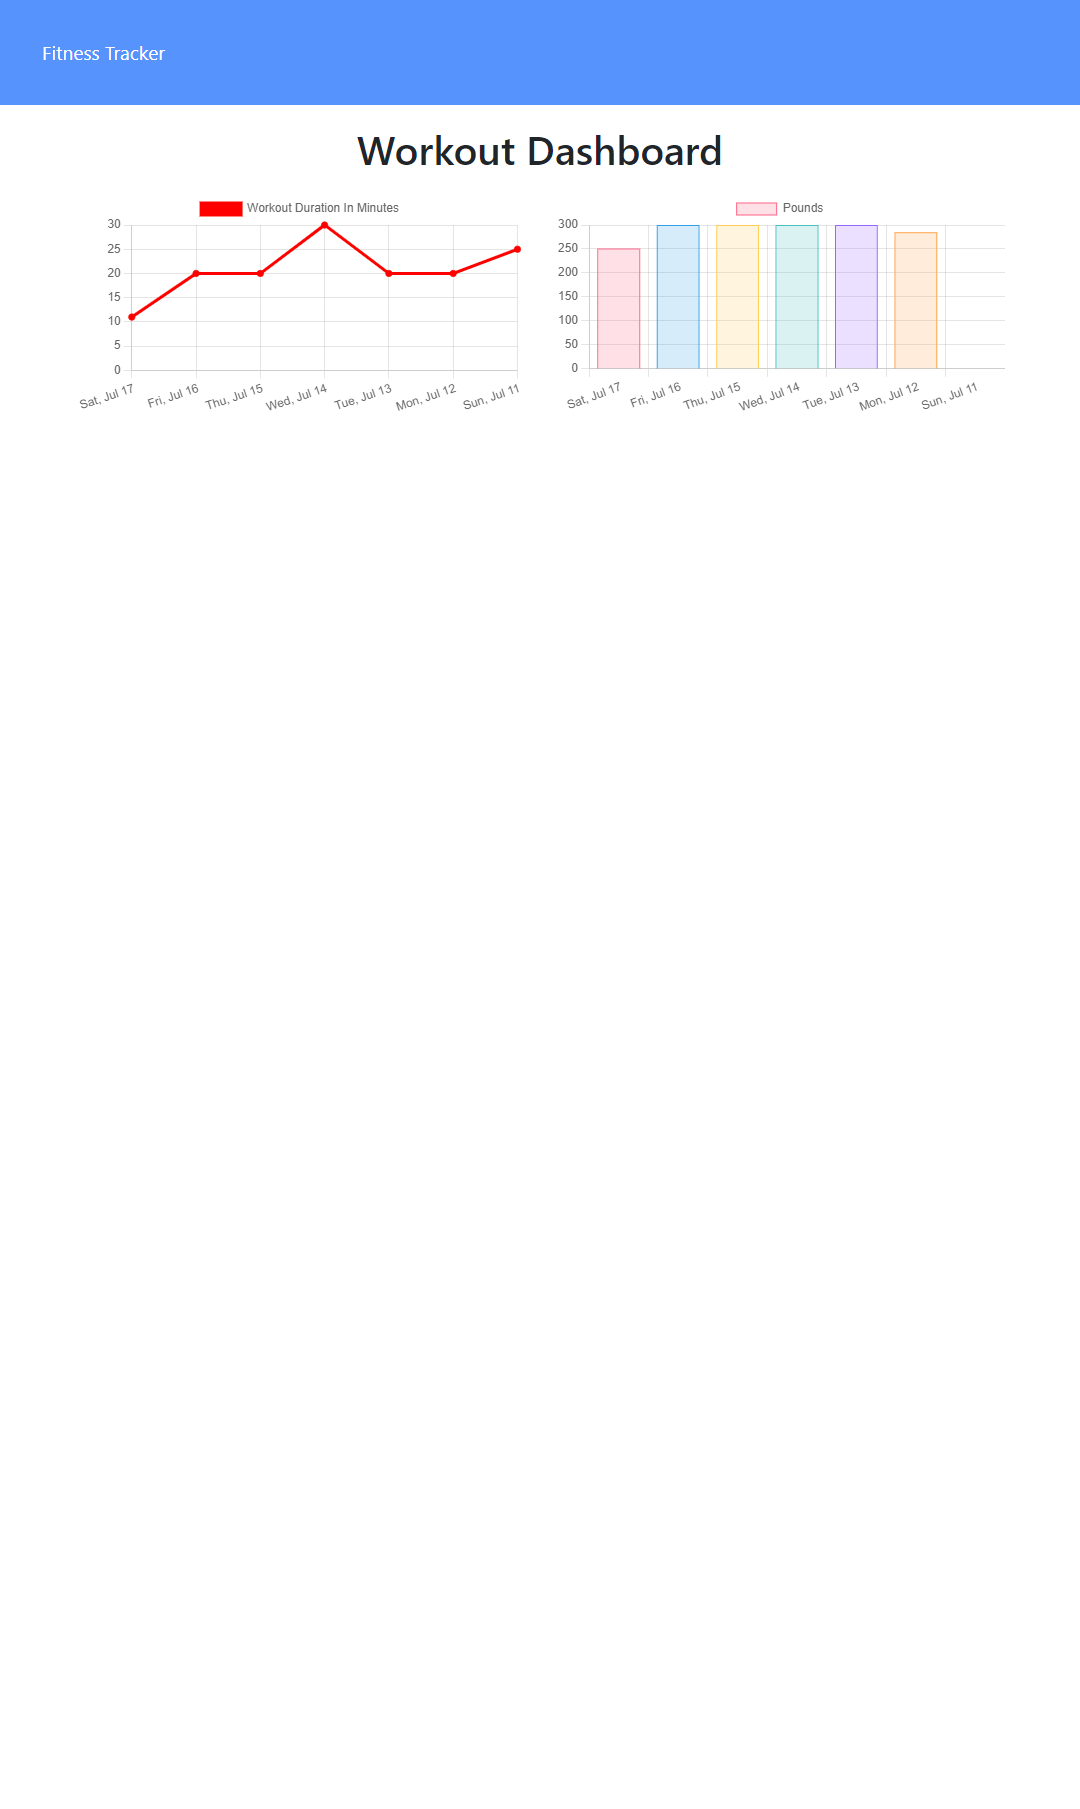 Fitness Tracker
Workout Dashboard
Workout Duration In Minutes
30
25
20
15
10
5
0
Sat, Jul 17
Fri, Jul 16
Thu, Jul 15
Wed, Jul 14
Tue, Jul 13
Mon, Jul 12
Sun, Jul 11
Pounds
300
250
200
150
100
50
0
Sat, Jul 17
Fri, Jul 16
Thu, Jul 15
Wed, Jul 14
Tue, Jul 13
Mon, Jul 12
Sun, Jul 11